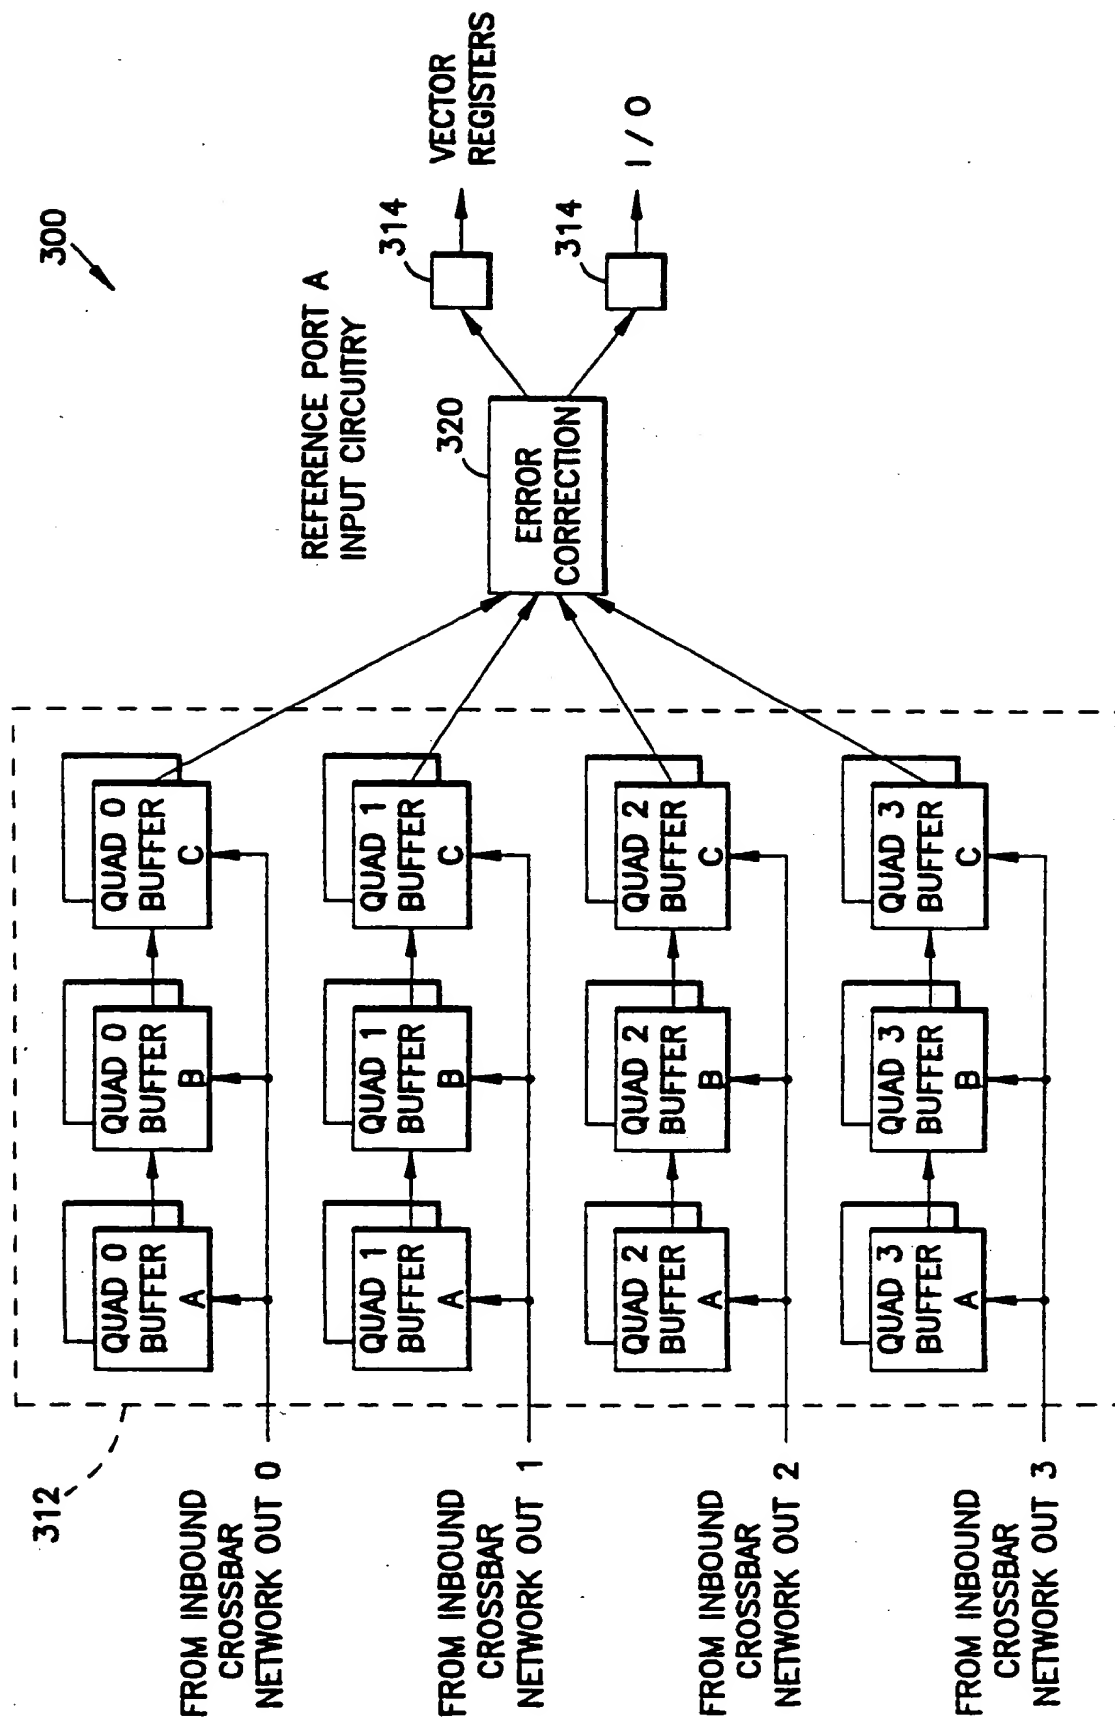 300
REFERENCE PORT A
INPUT CIRCUITRY
312
FROM INBOUND
CROSSBAR
NETWORK OUT 0
QUAD 0
BUFFER
A
QUAD 0
BUFFER
B
QUAD 0
BUFFER
C
FROM INBOUND
CROSSBAR
NETWORK OUT 1
QUAD 1
BUFFER
A
QUAD 1
BUFFER
B
QUAD 1
BUFFER
C
FROM INBOUND
CROSSBAR
NETWORK OUT 2
QUAD 2
BUFFER
A
QUAD 2
BUFFER
B
QUAD 2
BUFFER
C
FROM INBOUND
CROSSBAR
NETWORK OUT 3
QUAD 3
BUFFER
A
QUAD 3
BUFFER
B
QUAD 3
BUFFER
C
320
ERROR
CORRECTION
314
VECTOR
REGISTERS
314
I / O